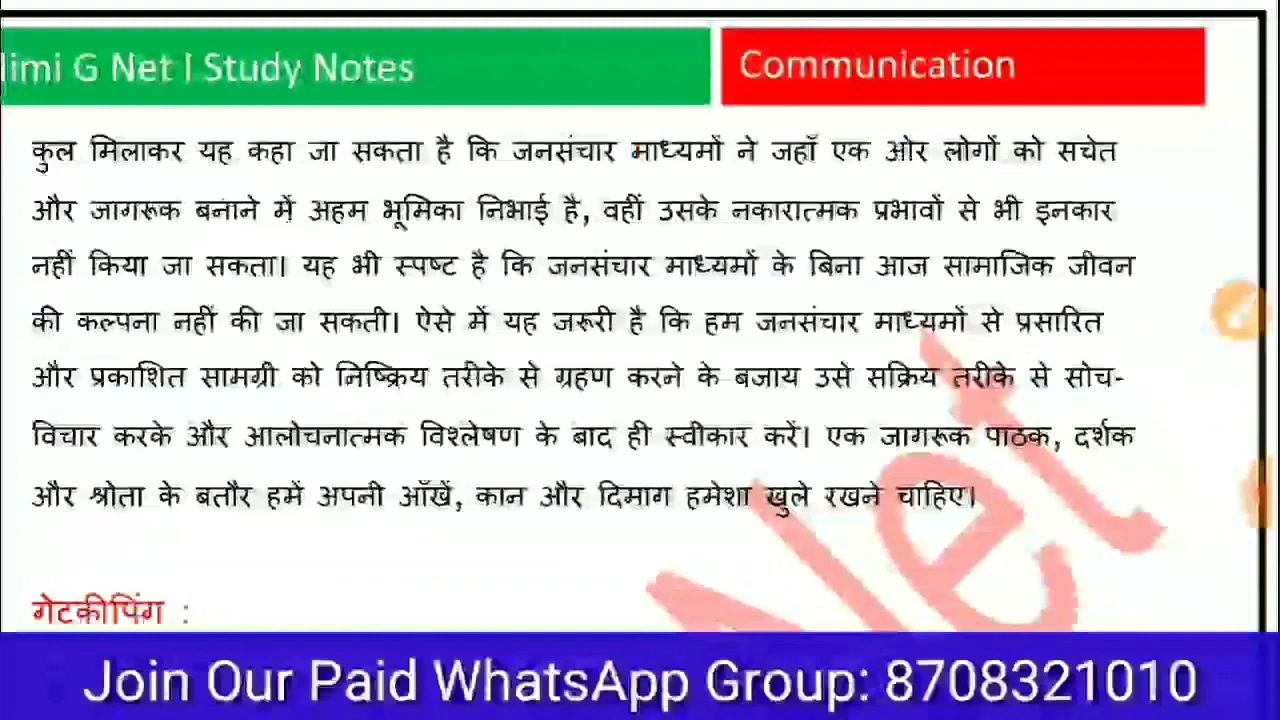 limi G Net l Study Notes
Communication
कुल मिलाकर यह कहा जा सकता है कि जनसंचार माध्यमों ने जहाँ एक ओर लोगों को सचेत
और जागरूक बनाने में अहम भूमिका निभाई है, वहीं उसके नकारात्मक प्रभावों से भी इनकार
नहीं किया जा सकता। यह भी स्पष्ट है कि जनसंचार माध्यमों के बिना आज सामाजिक जीवन
की कल्पना नहीं की जा सकती। ऐसे में यह जरूरी है कि हम जनसंचार माध्यमों से प्रसारित
और प्रकाशित सामग्री को निष्क्रिय तरीके से ग्रहण करने के बजाय उसे सक्रिय तरीके से सोच-
विचार करके और आलोचनात्मक विश्लेषण के बाद ही स्वीकार करें। एक जागरूक पाठक, दर्शक
और श्रोता के बतौर हमें अपनी आँखें, कान और दिमाग हमेशा खुले रखने चाहिए।
Net
गेटकीपिंग :
Join Our Paid WhatsApp Group: 8708321010